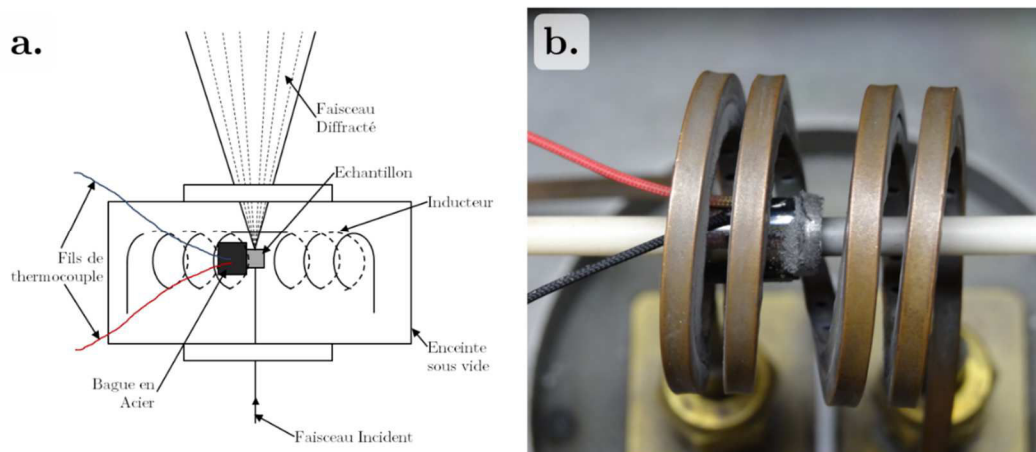 a.
Faisceau
Diffracté
Echantillon
Inducteur
Fils de
thermocouple
Enceinte
sous vide
Bague en
Acier
Faisceau Incident
b.